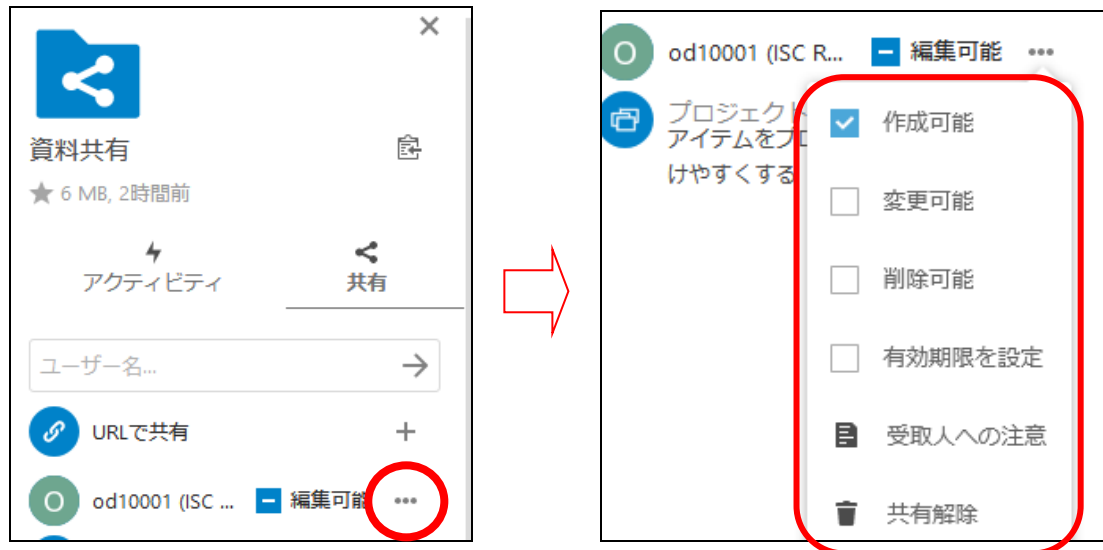 資料共有
6 MB, 2時間前
アクティビティ
共有
ユーザー名...
URLで共有
O od10001 (ISC ... 編集可能
O od10001 (ISC R... 編集可能
プロジェクト
アイテムをプロ
けやすくする
作成可能
変更可能
削除可能
有効期限を設定
受取人への注意
共有解除